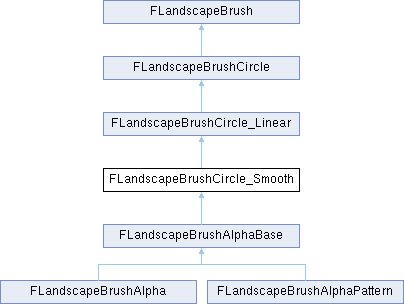 FLandscapeBrush
FLandscapeBrushCircle
FLandscapeBrushCircle_Linear
FLandscapeBrushCircle_Smooth
FLandscapeBrushAlphaBase
FLandscapeBrushAlpha
FLandscapeBrushAlphaPattern